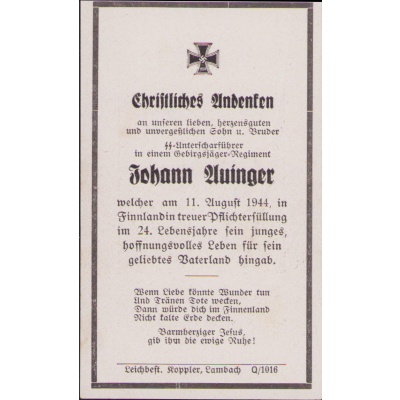 Christliches Andenken
an unseren lieben, herzensguten
und unvergeßlichen Sohn u. Bruder
ᛋᛋ-Unterscharführer
in einem Gebirgsjäger-Regiment
Johann Auinger
welcher am 11. August 1944, in
Finnland in treuer Pflichterfüllung
im 24. Lebensjahre sein junges,
hoffnungsvolles Leben für sein
geliebtes Vaterland hingab.
Wenn Liebe könnte Wunder tun
Und Tränen Tote wecken,
Dann würde dich im Finnenland
Nicht kalte Erde decken.
Barmherziger Jesus,
gib ihm die ewige Ruhe!
Leichbest. Koppler, Lambach Q/1016